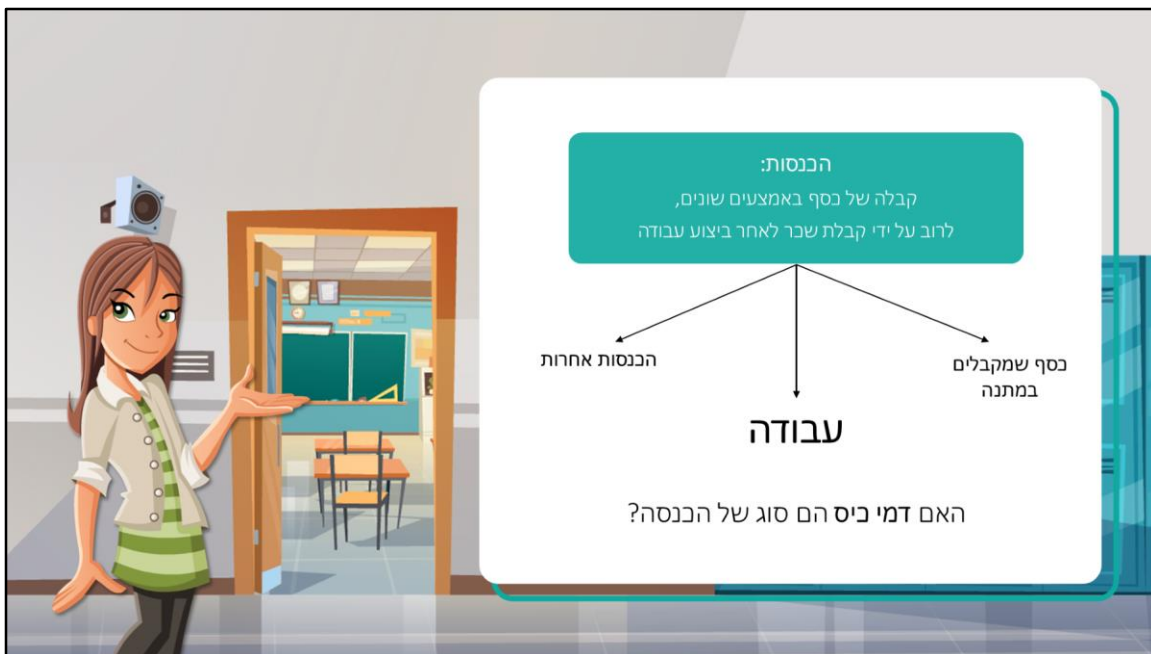 הכנסות:
קבלה של כסף באמצעים שונים,
לרוב על ידי קבלת שכר לאחר ביצוע עבודה
כסף שמקבלים
במתנה
עבודה
הכנסות אחרות
האם דמי כיס הם סוג של הכנסה?